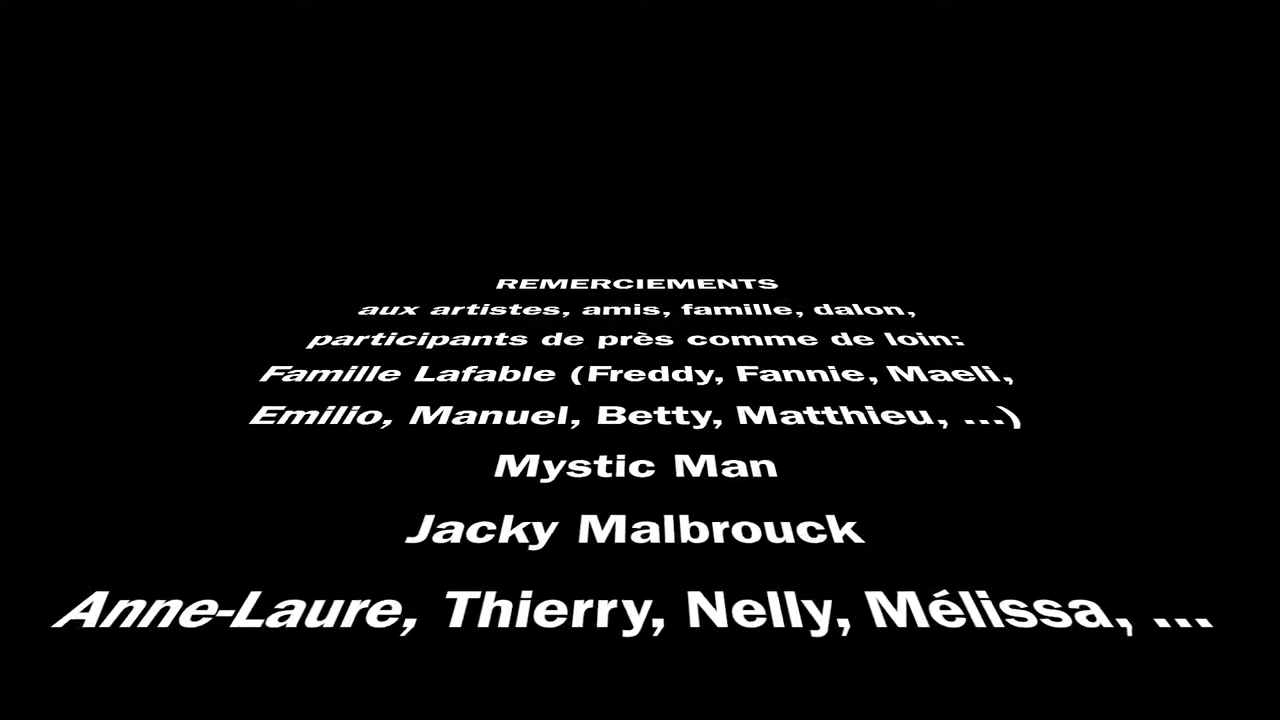 REMERCIEMENTS
aux artistes, amis, famille, dalon,
participants de près comme de loin:
Famille Lafable (Freddy, Fannie, Maeli,
Emilio, Manuel, Betty, Matthieu, ...)
Mystic Man
Jacky Malbrouck
Anne-Laure, Thierry, Nelly, Mélissa, ...